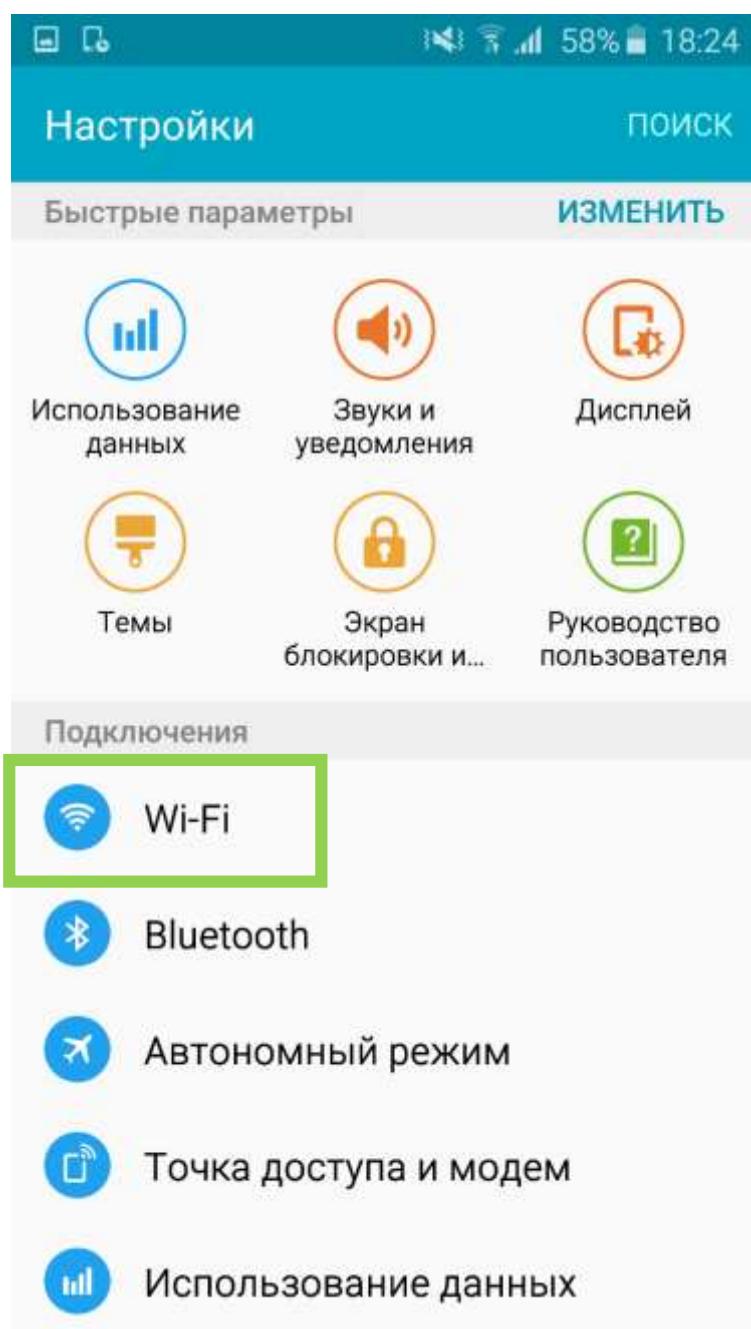 58% 18:24
Настройки ПОИСК
Быстрые параметры ИЗМЕНИТЬ
Использование данных
Звуки и уведомления
Дисплей
Темы
Экран блокировки и...
Руководство пользователя
Подключения
Wi-Fi
Bluetooth
Автономный режим
Точка доступа и модем
Использование данных